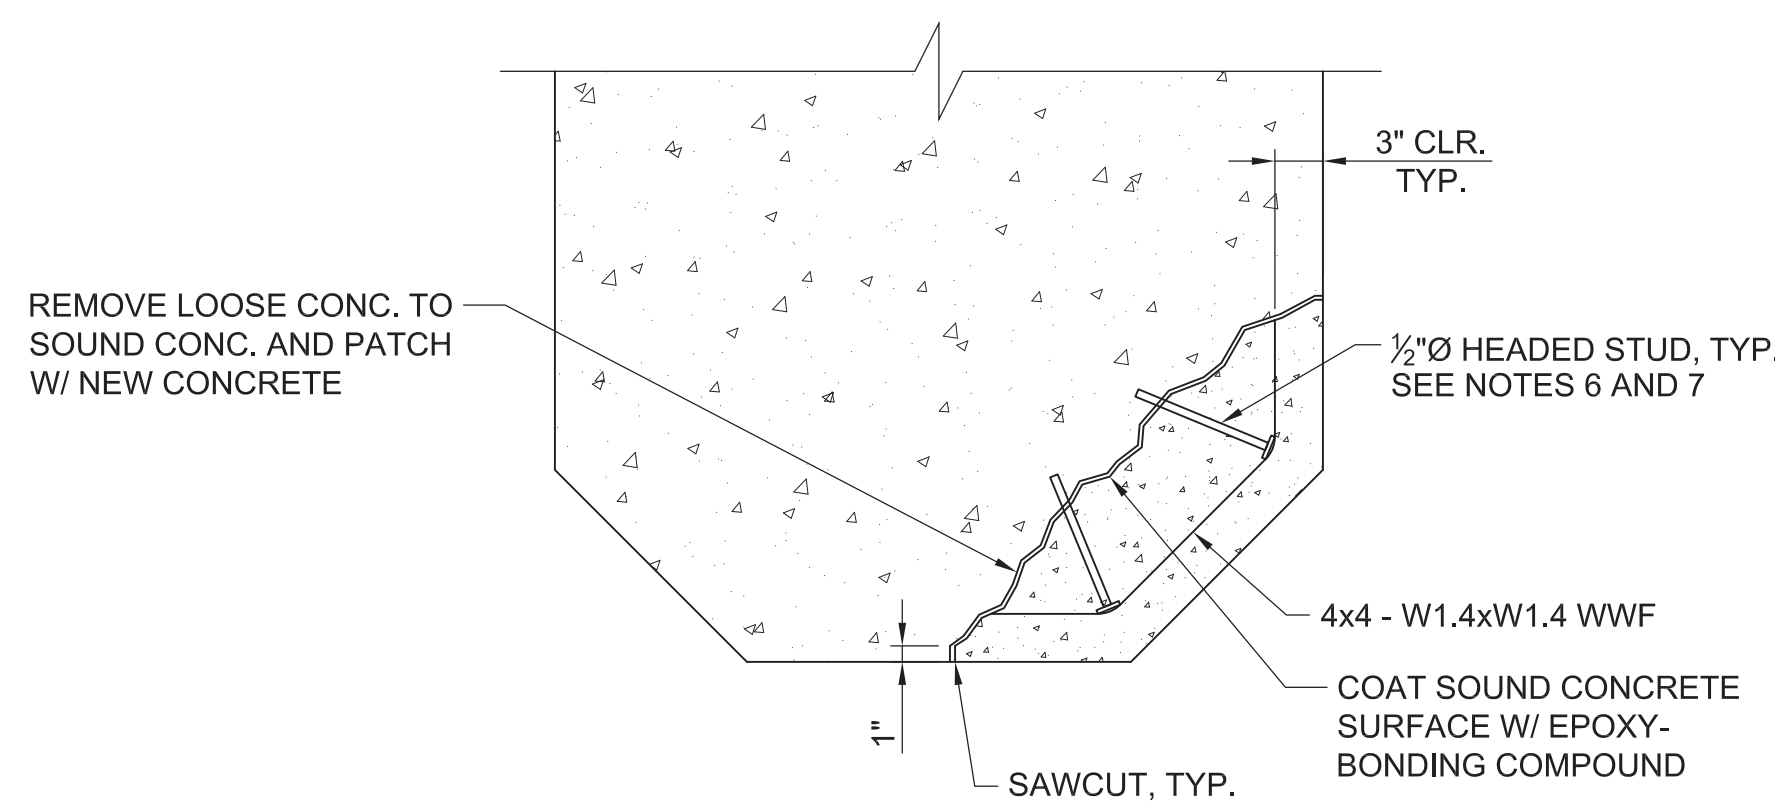 3" CLR.
TYP.
REMOVE LOOSE CONC. TO
SOUND CONC. AND PATCH
W/ NEW CONCRETE
½"Ø HEADED STUD, TYP.
SEE NOTES 6 AND 7
4x4 - W1.4xW1.4 WWF
COAT SOUND CONCRETE
SURFACE W/ EPOXY-
BONDING COMPOUND
1"
SAWCUT, TYP.